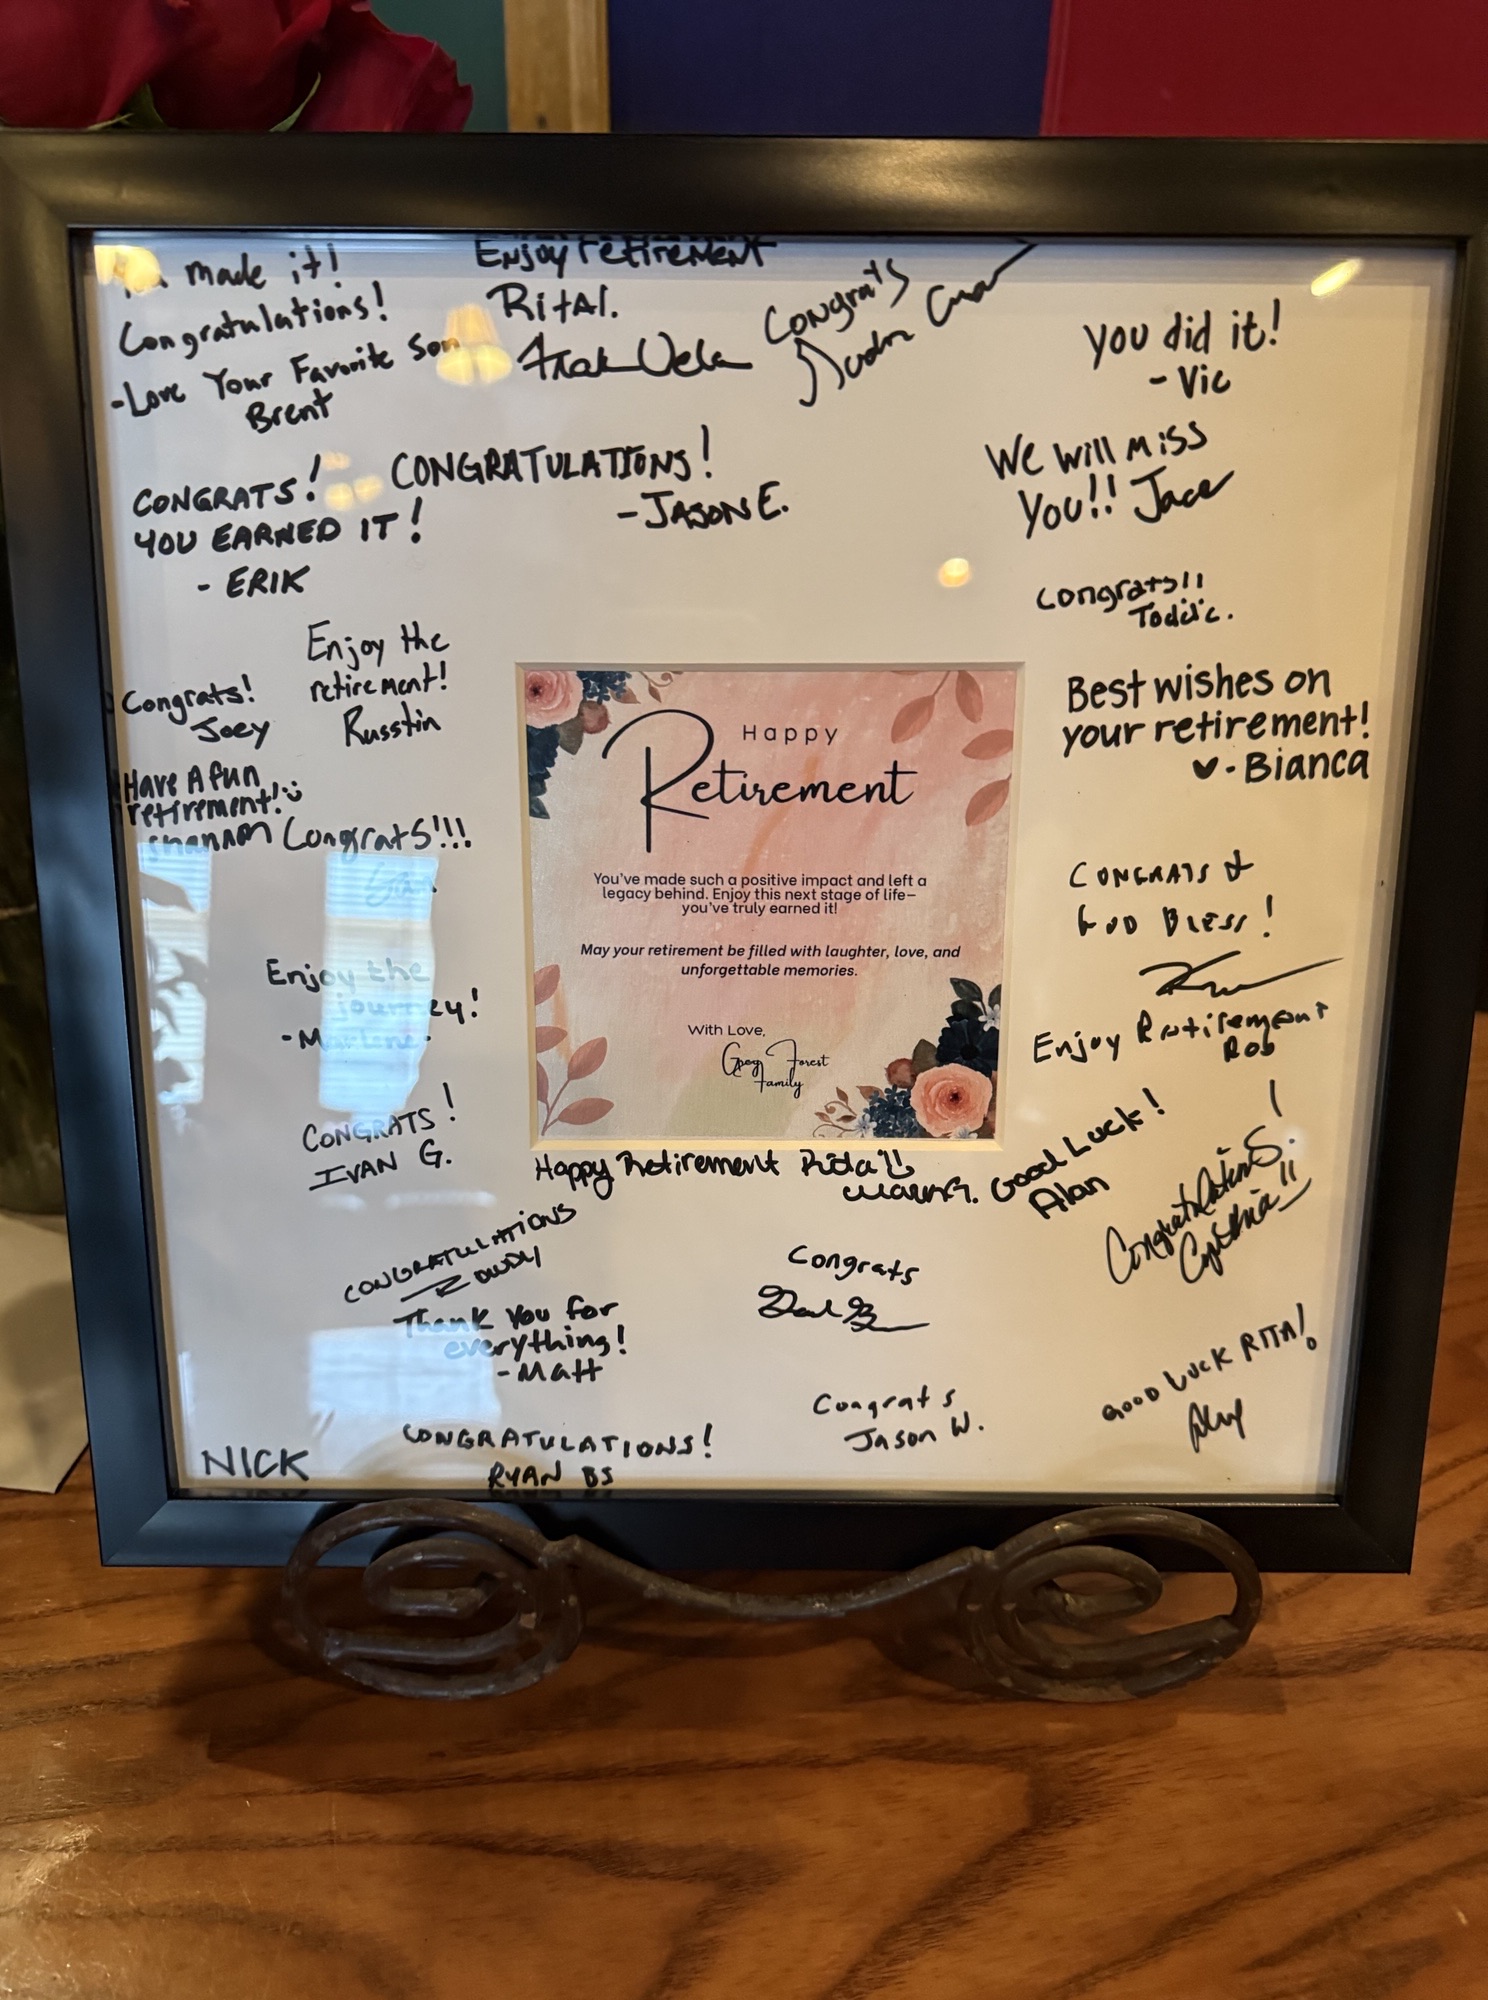 made it!
Congratulations!
-Love Your Favorite Son
Brent
Enjoy retirement
Rita!.
Congrats
You did it!
- Vic
CONGRATULATIONS!
- JASON E.
We will miss
You!! Jace
CONGRATS!
YOU EARNED IT!
- ERIK
Congrats!!
Todd C.
Enjoy the
retirement!
Russtin
Congrats!
Joey
Best wishes on
your retirement!
♥- Bianca
Have A fun
retirement!
Shannon
Congrats!!!
Happy
Retirement
You've made such a positive impact and left a
legacy behind. Enjoy this next stage of life—
you've truly earned it!
May your retirement be filled with laughter, love, and
unforgettable memories.
With Love,
Forest
Family
CONGRATS &
GOD BLESS!
Enjoy the
journey!
- Marlene.
Enjoy Retirement
Rob
CONGRATS!
IVAN G.
Happy Retirement Rita!!
Good Luck!
Alan
Congratulations!
Cynthia!!
CONGRATULATIONS
Congrats
Thank You for
everything!
- Matt
GOOD LUCK RITA!
Congrats
Jason W.
CONGRATULATIONS!
RYAN BS
NICK